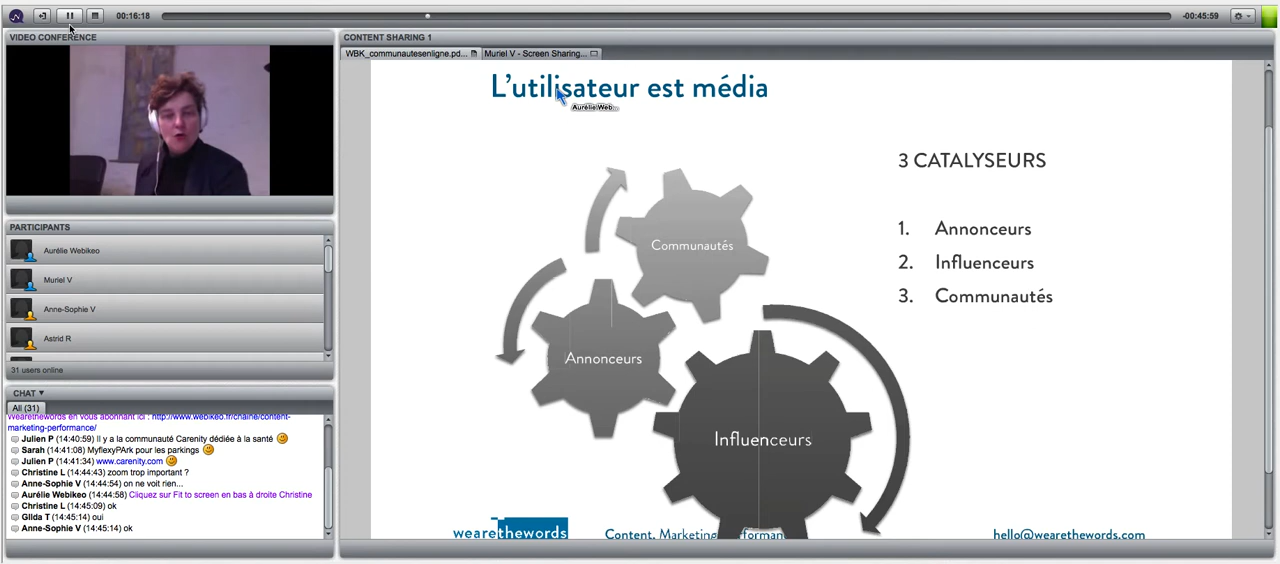 00:16:18
-00:45:59
VIDEO CONFERENCE
CONTENT SHARING 1
WBK_communautesenligne.pd...
Muriel V - Screen Sharing...
L'utilisateur est média
Aurélie Web...
3 CATALYSEURS
1. Annonceurs
2. Influenceurs
3. Communautés
Communautés
Annonceurs
Influenceurs
wearethewords
Content, Marketing
hello@wearethewords.com
PARTICIPANTS
Aurélie Webikeo
Muriel V
Anne-Sophie V
Astrid R
31 users online
CHAT
All (31)
Wearethewords en vous abonnant ici : http://www.webikeo.fr/chaine/content-
marketing-performance/
Julien P (14:40:59) Il y a la communauté Carenity dédiée à la santé
Sarah (14:41:08) MyflexyPArk pour les parkings
Julien P (14:41:34) www.carenity.com
Christine L (14:44:43) zoom trop important ?
Anne-Sophie V (14:44:54) on ne voit rien...
Aurélie Webikeo (14:44:58) Cliquez sur Fit to screen en bas à droite Christine
Christine L (14:45:09) ok
Gilda T (14:45:14) oui
Anne-Sophie V (14:45:14) ok